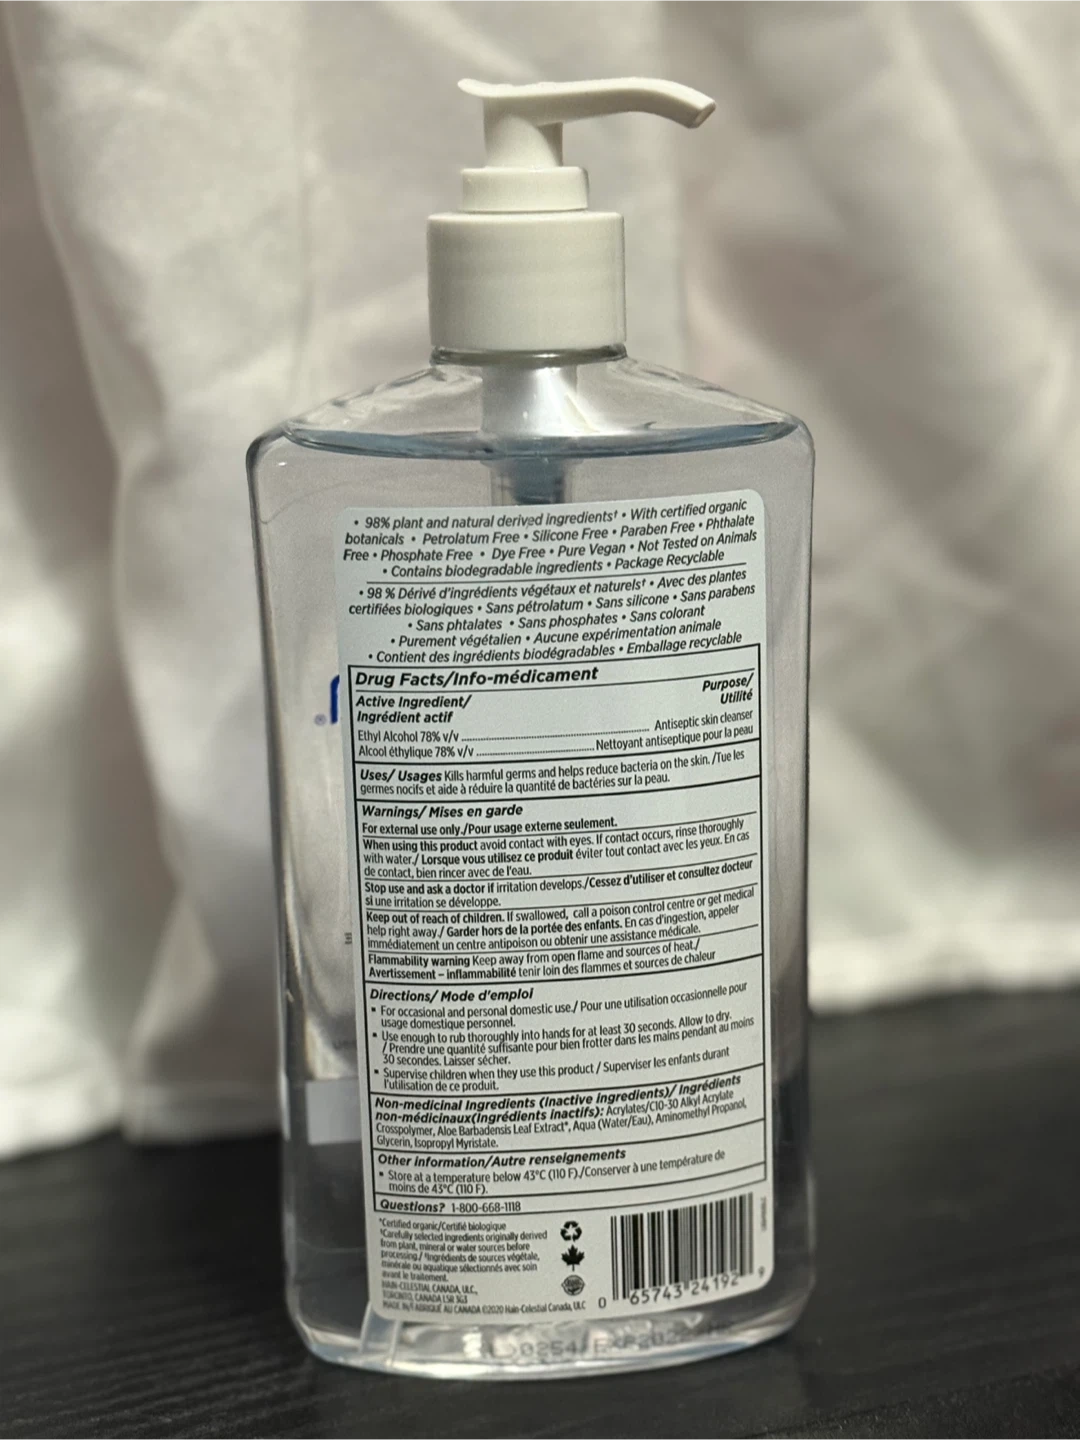 • 98% plant and natural derived ingredients† • With certified organic
botanicals • Petrolatum Free • Silicone Free • Paraben Free • Phthalate
Free • Phosphate Free • Dye Free • Pure Vegan • Not Tested on Animals
• Contains biodegradable ingredients • Package Recyclable
• 98 % Dérivé d'ingrédients végétaux et naturels† • Avec des plantes
certifiées biologiques • Sans pétrolatum • Sans silicone • Sans parabens
• Sans phtalates • Sans phosphates • Sans colorant
• Purement végétalien • Aucune expérimentation animale
• Contient des ingrédients biodégradables • Emballage recyclable
Drug Facts/Info-médicament
Active Ingredient/
Ingrédient actif
Purpose/
Utilité
Ethyl Alcohol 78% v/v ........ Antiseptic skin cleanser
Alcool éthylique 78% v/v ........ Nettoyant antiseptique pour la peau
Uses/ Usages Kills harmful germs and helps reduce bacteria on the skin. /Tue les
germes nocifs et aide à réduire la quantité de bactéries sur la peau.
Warnings/ Mises en garde
For external use only./Pour usage externe seulement.
When using this product avoid contact with eyes. If contact occurs, rinse thoroughly
with water./ Lorsque vous utilisez ce produit éviter tout contact avec les yeux. En cas
de contact, bien rincer avec de l'eau.
Stop use and ask a doctor if irritation develops./Cessez d'utiliser et consultez docteur
si une irritation se développe.
Keep out of reach of children. If swallowed, call a poison control centre or get medical
help right away./ Garder hors de la portée des enfants. En cas d'ingestion, appeler
immédiatement un centre antipoison ou obtenir une assistance médicale.
Flammability warning Keep away from open flame and sources of heat./
Avertissement – inflammabilité tenir loin des flammes et sources de chaleur
Directions/ Mode d'emploi
▪ For occasional and personal domestic use./ Pour une utilisation occasionnelle pour
usage domestique personnel.
▪ Use enough to rub thoroughly into hands for at least 30 seconds. Allow to dry.
/ Prendre une quantité suffisante pour bien frotter dans les mains pendant au moins
30 secondes. Laisser sécher.
▪ Supervise children when they use this product / Superviser les enfants durant
l'utilisation de ce produit.
Non-medicinal Ingredients (Inactive ingredients)/ Ingrédients
non-médicinaux(Ingrédients inactifs): Acrylates/C10-30 Alkyl Acrylate
Crosspolymer, Aloe Barbadensis Leaf Extract*, Aqua (Water/Eau), Aminomethyl Propanol,
Glycerin, Isopropyl Myristate.
Other information/Autre renseignements
▪ Store at a temperature below 43°C (110 F)./Conserver à une température de
moins de 43°C (110 F).
Questions? 1-800-668-1118
*Certified organic/Certifié biologique
†Carefully selected ingredients originally derived
from plant, mineral or water sources before
processing./ †Ingrédients de sources végétale,
minérale ou aquatique sélectionnés avec soin
avant le traitement.
HAIN-CELESTIAL CANADA, ULC,
TORONTO, CANADA L5R 3G3
MADE IN/FABRIQUÉ AU CANADA ©2020 Hain-Celestial Canada, ULC
0 65743 24192 9
0254/EXP2022